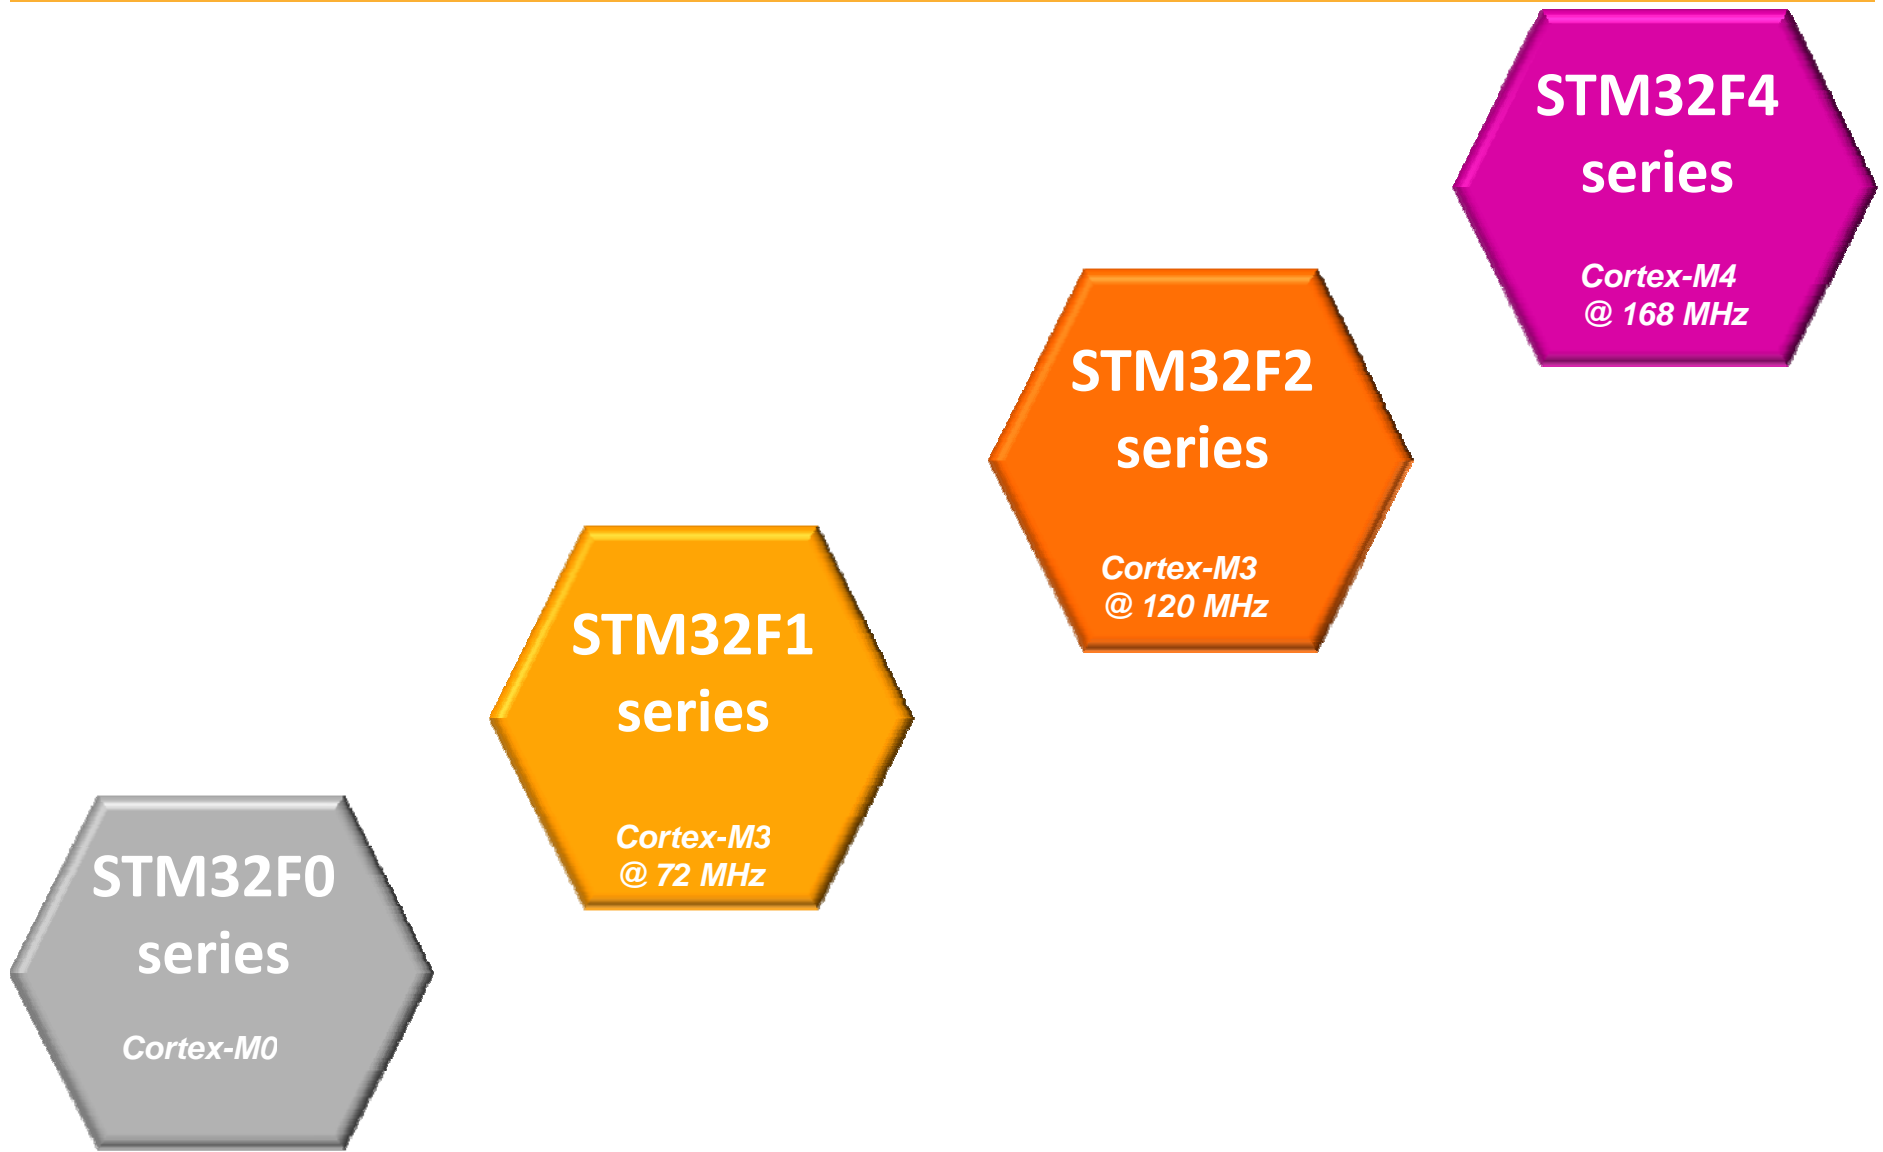 STM32F4
series
Cortex-M4
@ 168 MHz
STM32F2
series
Cortex-M3
@ 120 MHz
STM32F1
series
Cortex-M3
@ 72 MHz
STM32F0
series
Cortex-M0